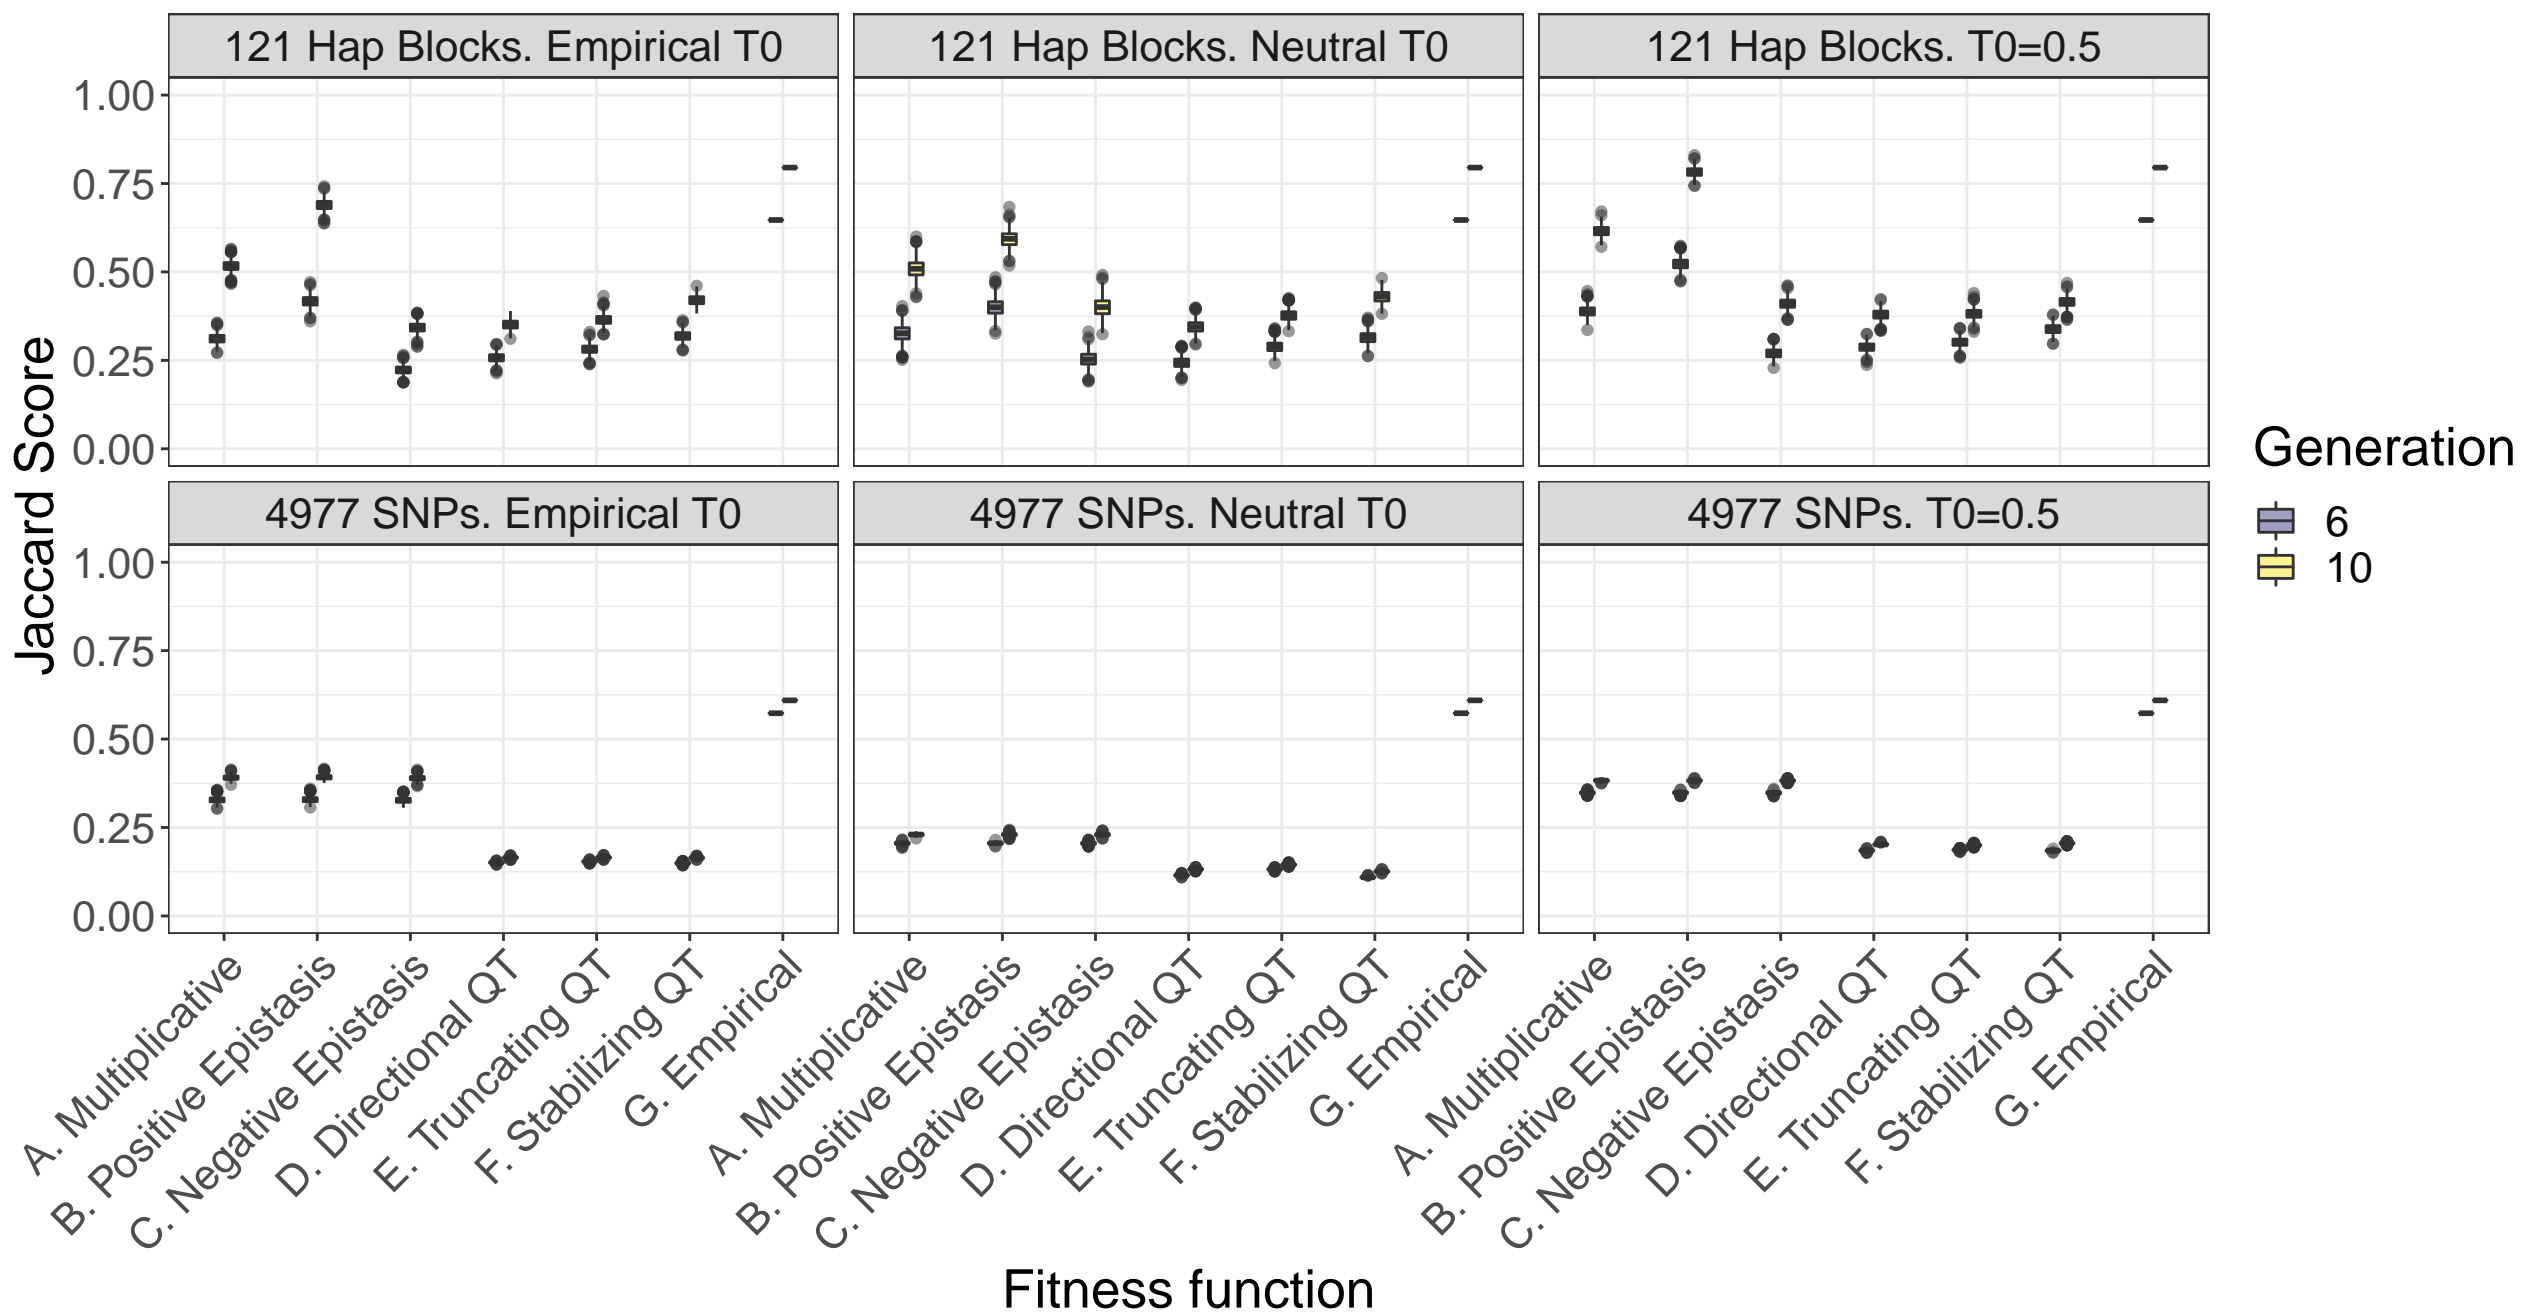 121 Hap Blocks. Empirical T0
121 Hap Blocks. Neutral T0
121 Hap Blocks. T0=0.5
1.00
0.75
0.50
0.25
0.00
4977 SNPs. Empirical T0
4977 SNPs. Neutral T0
4977 SNPs. T0=0.5
1.00
0.75
0.50
0.25
0.00
Jaccard Score
A. Multiplicative
B. Positive Epistasis
C. Negative Epistasis
D. Directional QT
E. Truncating QT
F. Stabilizing QT
G. Empirical
A. Multiplicative
B. Positive Epistasis
C. Negative Epistasis
D. Directional QT
E. Truncating QT
F. Stabilizing QT
G. Empirical
A. Multiplicative
B. Positive Epistasis
C. Negative Epistasis
D. Directional QT
E. Truncating QT
F. Stabilizing QT
G. Empirical
Fitness function
Generation
6
10